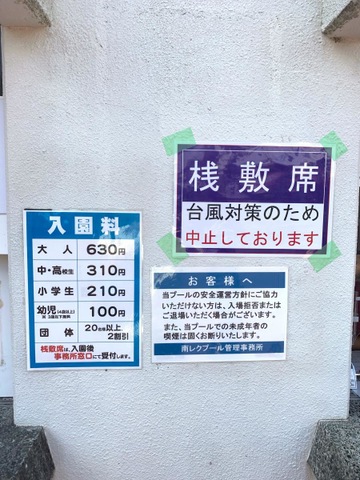 桟敷席
台風対策のため
中止しております
入園料
大人 630円
中・高校生 310円
小学生 210円
幼児 100円
団体 20名様以上 2割引
桟敷席は、入園後
事務所窓口にて受付します。
お客様へ
当プールの安全運営方針にご協力
いただけない方は、入場拒否または
ご退場いただく場合がございます。
また、当プールでの未成年者の
喫煙は固くお断りいたします。
南レクプール管理事務所